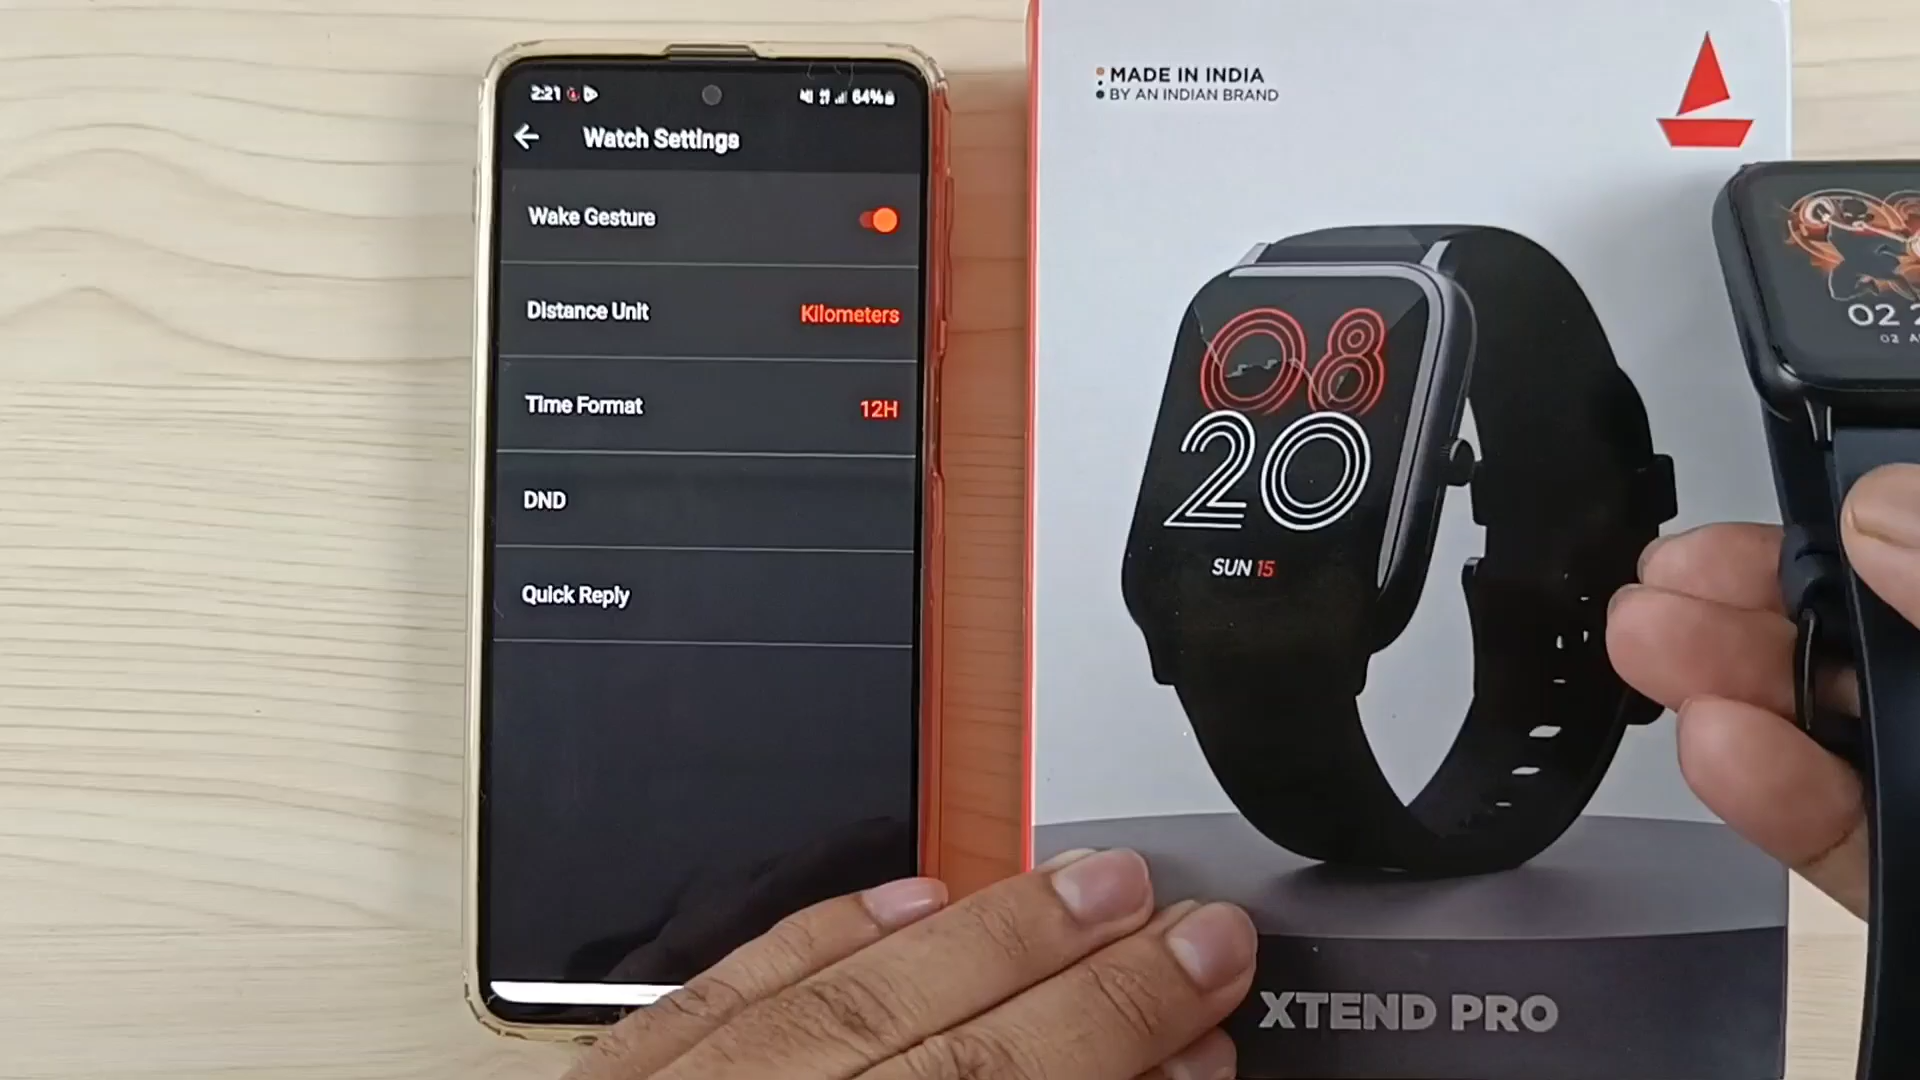 2:21
64%
Watch Settings
Wake Gesture
Distance Unit
Kilometers
Time Format
12H
DND
Quick Reply
MADE IN INDIA
BY AN INDIAN BRAND
08
20
SUN 15
XTEND PRO
02
02